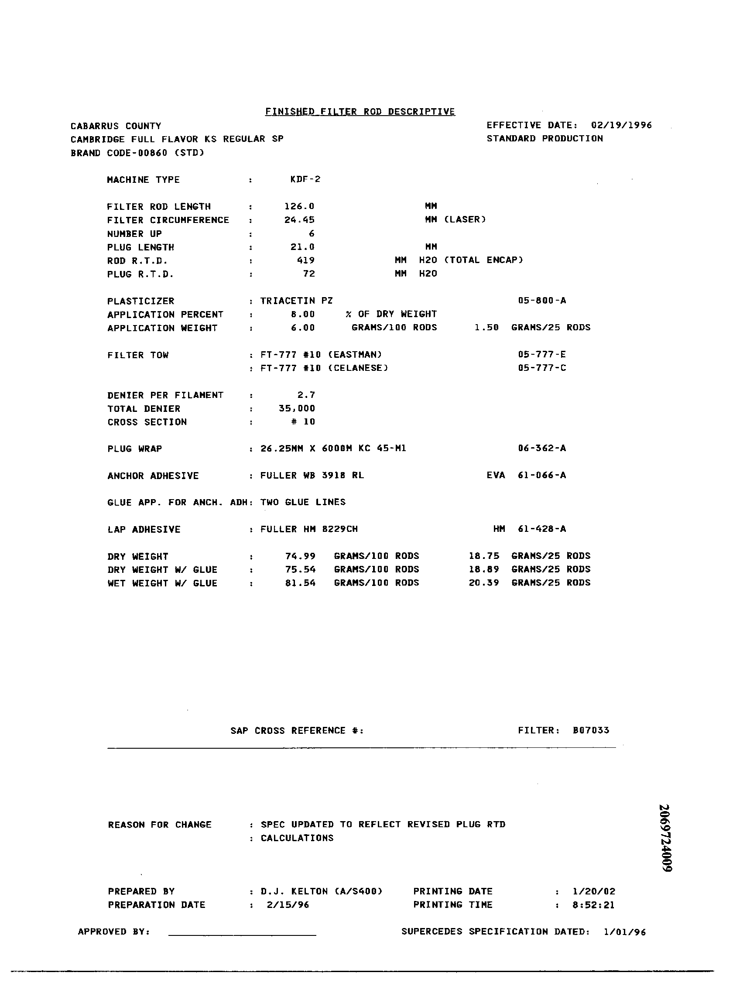 FINISHED FILTER ROD DESCRIPTIVE
CABARRUS COUNTY EFFECTIVE DATE: 02/19/1996
CAMBRIDGE FULL FLAVOR KS REGULAR SP STANDARD PRODUCTION
BRAND CODE-00860 (STD)
MACHINE TYPE : KDF-2
FILTER ROD LENGTH : 126.0 MM
FILTER CIRCUMFERENCE : 24.45 MM (LASER)
NUMBER UP : 6
PLUG LENGTH : 21.0 MM
ROD R.T.D. : 419 MM H2O (TOTAL ENCAP)
PLUG R.T.D. : 72 MM H2O
PLASTICIZER : TRIACETIN PZ 05-800-A
APPLICATION PERCENT : 8.00 % OF DRY WEIGHT
APPLICATION WEIGHT : 6.00 GRAMS/100 RODS 1.50 GRAMS/25 RODS
FILTER TOW : FT-777 #10 (EASTMAN) 05-777-E
: FT-777 #10 (CELANESE) 05-777-C
DENIER PER FILAMENT : 2.7
TOTAL DENIER : 35,000
CROSS SECTION : # 10
PLUG WRAP : 26.25MM X 6000M KC 45-M1 06-362-A
ANCHOR ADHESIVE : FULLER WB 3918 RL EVA 61-066-A
GLUE APP. FOR ANCH. ADH: TWO GLUE LINES
LAP ADHESIVE : FULLER HM 8229CH HM 61-428-A
DRY WEIGHT : 74.99 GRAMS/100 RODS 18.75 GRAMS/25 RODS
DRY WEIGHT W/ GLUE : 75.54 GRAMS/100 RODS 18.89 GRAMS/25 RODS
WET WEIGHT W/ GLUE : 81.54 GRAMS/100 RODS 20.39 GRAMS/25 RODS
SAP CROSS REFERENCE #: FILTER: B07033
REASON FOR CHANGE : SPEC UPDATED TO REFLECT REVISED PLUG RTD
: CALCULATIONS
2069724009
PREPARED BY : D.J. KELTON (A/S400) PRINTING DATE : 1/20/02
PREPARATION DATE : 2/15/96 PRINTING TIME : 8:52:21
APPROVED BY: SUPERCEDES SPECIFICATION DATED: 1/01/96